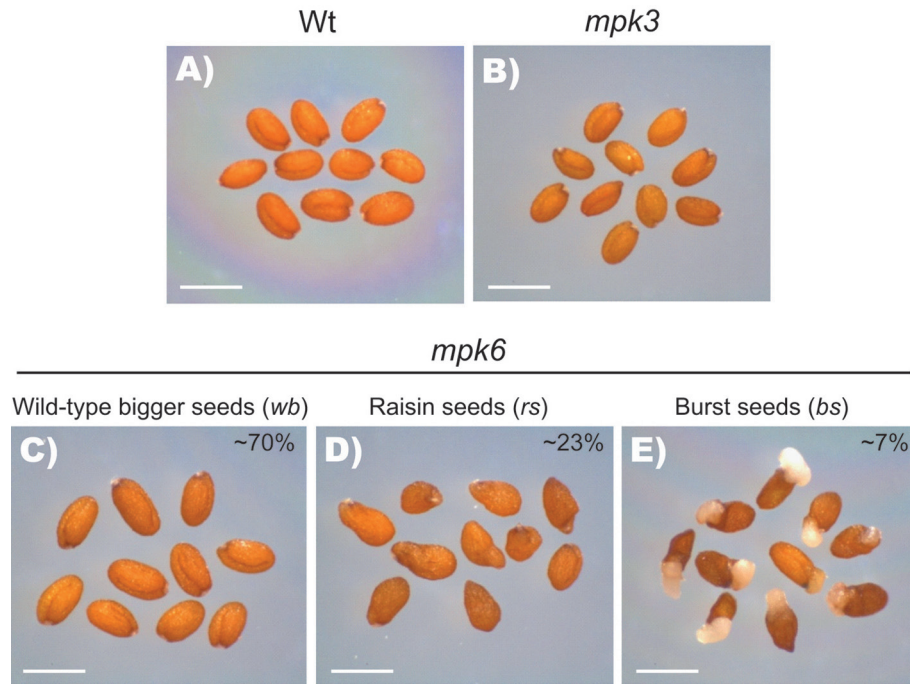 Wt
mpk3
A)
B)
mpk6
Wild-type bigger seeds (wb)
Raisin seeds (rs)
Burst seeds (bs)
C)
~70%
D)
~23%
E)
~7%